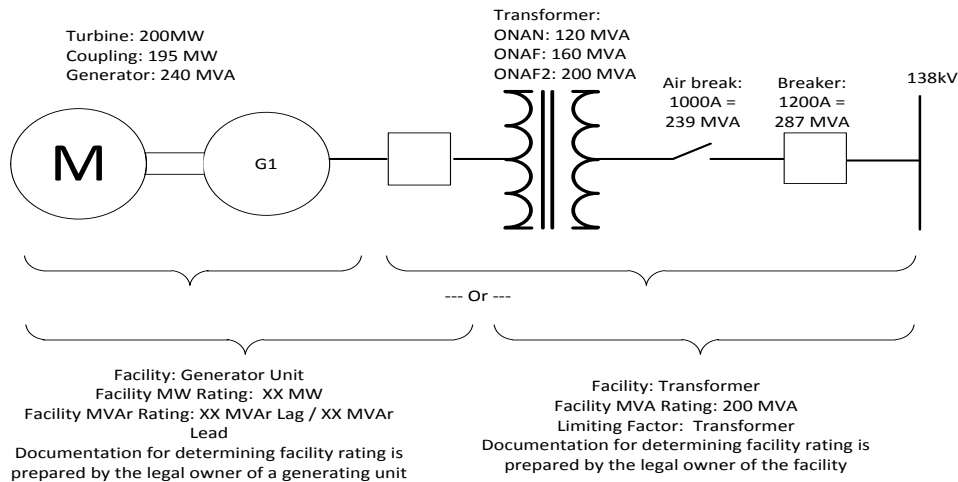 Turbine: 200MW
Coupling: 195 MW
Generator: 240 MVA
Transformer:
ONAN: 120 MVA
ONAF: 160 MVA
ONAF2: 200 MVA
Air break:
1000A =
239 MVA
Breaker:
1200A =
287 MVA
138kV
M
G1
--- Or ---
Facility: Generator Unit
Facility MW Rating:  XX MW
Facility MVAr Rating: XX MVAr Lag / XX MVAr
Lead
Documentation for determining facility rating is
prepared by the legal owner of a generating unit
Facility: Transformer
Facility MVA Rating: 200 MVA
Limiting Factor:  Transformer
Documentation for determining facility rating is
prepared by the legal owner of the facility